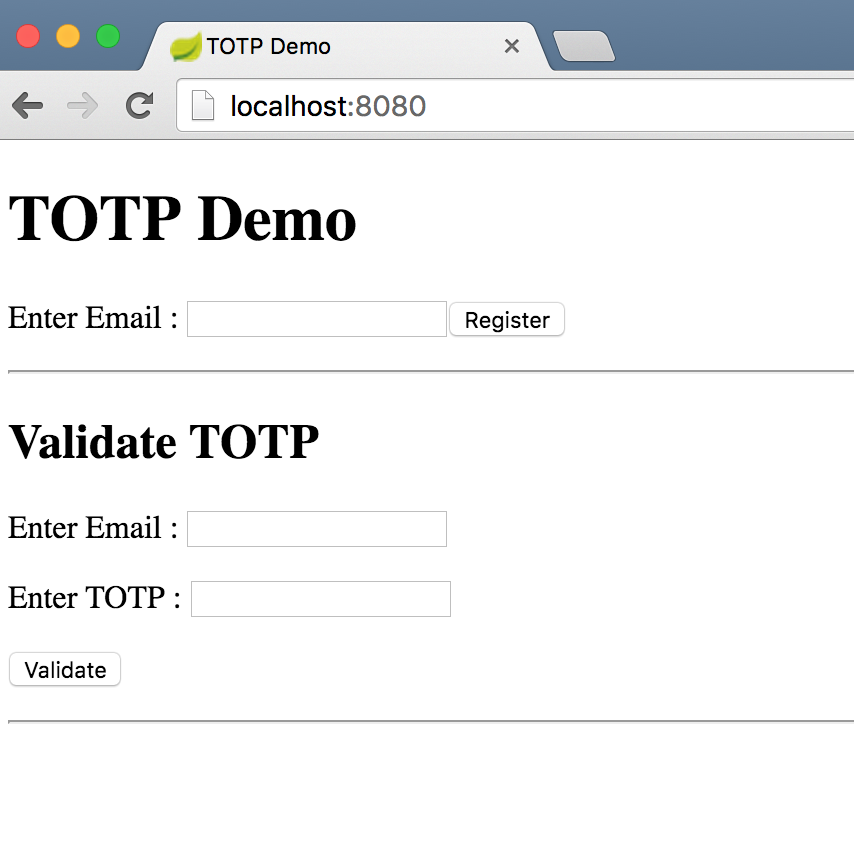 TOTP Demo
localhost:8080
TOTP Demo
Enter Email :
Register
Validate TOTP
Enter Email :
Enter TOTP :
Validate